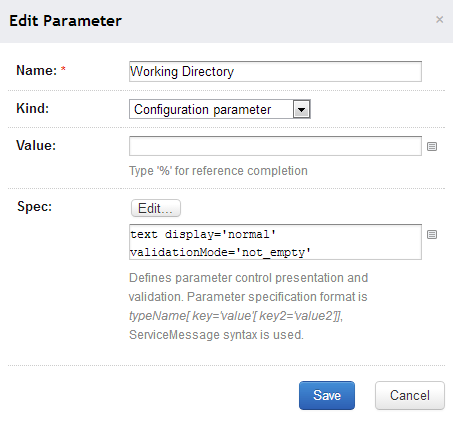 Edit Parameter ×
Name: * Working Directory
Kind: Configuration parameter
Value:
Type '%' for reference completion
Spec: Edit...
text display='normal'
validationMode='not_empty'
Defines parameter control presentation and
validation. Parameter specification format is
typeName[ key='value'[ key2='value2']],
ServiceMessage syntax is used.
Save Cancel